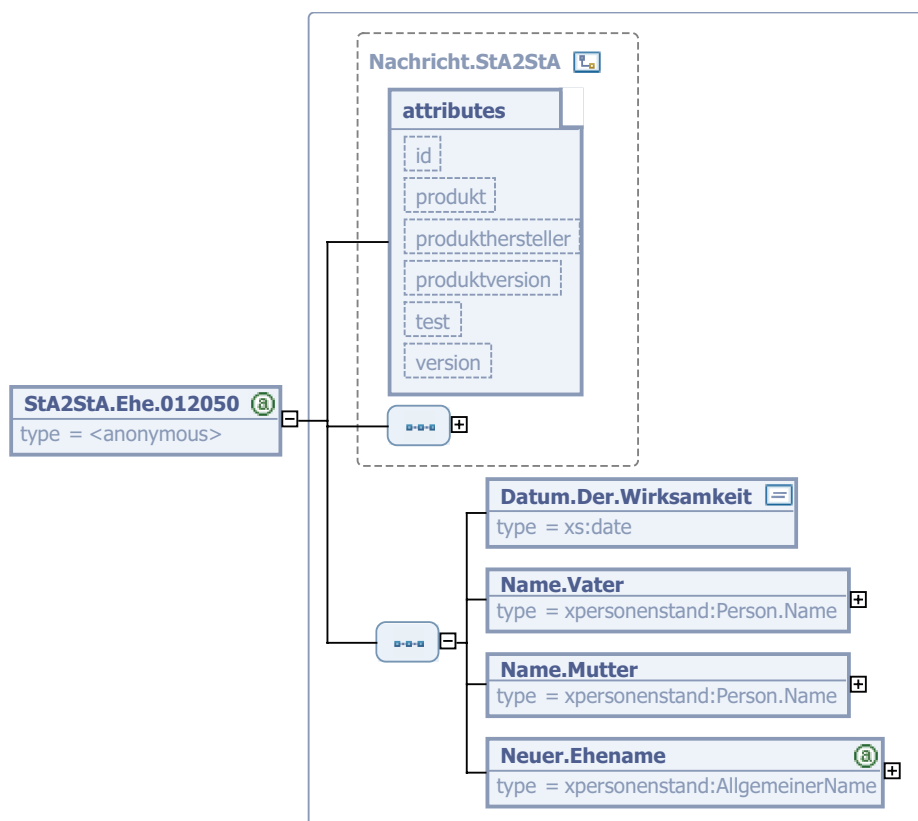 Nachricht.StA2StA
attributes
id
produkt
produkthersteller
produktversion
test
version
StA2StA.Ehe.012050
type = <anonymous>
Datum.Der.Wirksamkeit
type = xs:date
Name.Vater
type = xpersonenstand:Person.Name
Name.Mutter
type = xpersonenstand:Person.Name
Neuer.Ehename
type = xpersonenstand:AllgemeinerName